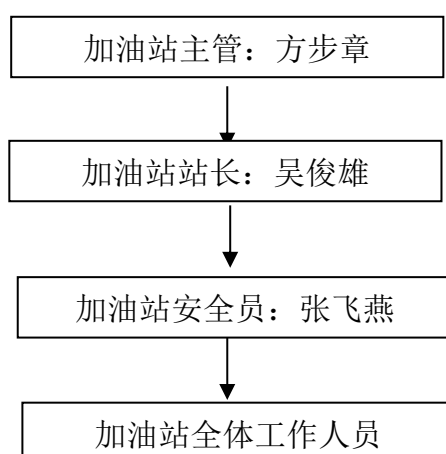 加油站主管：方步章
加油站站长：吴俊雄
加油站安全员：张飞燕
加油站全体工作人员